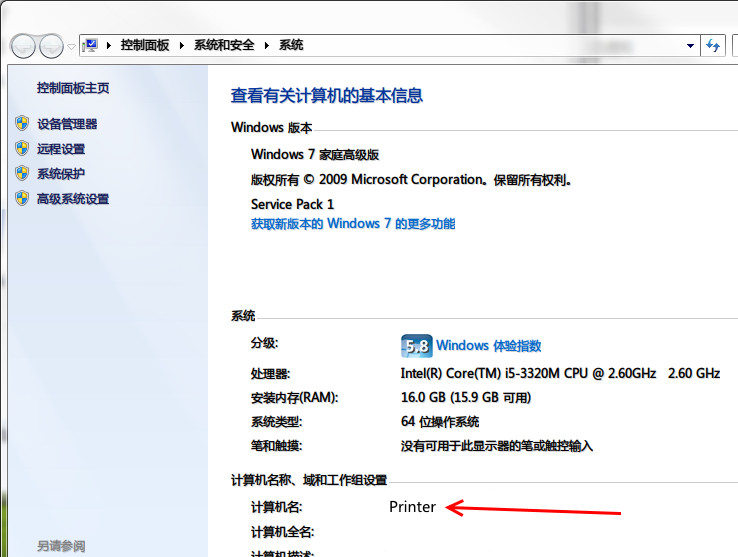 控制面板 ▸ 系统和安全 ▸ 系统
控制面板主页
设备管理器
远程设置
系统保护
高级系统设置
另请参阅
查看有关计算机的基本信息
Windows 版本
Windows 7 家庭高级版
版权所有 © 2009 Microsoft Corporation。保留所有权利。
Service Pack 1
获取新版本的 Windows 7 的更多功能
系统
分级: 5.8 Windows 体验指数
处理器: Intel(R) Core(TM) i5-3320M CPU @ 2.60GHz 2.60 GHz
安装内存(RAM): 16.0 GB (15.9 GB 可用)
系统类型: 64 位操作系统
笔和触摸: 没有可用于此显示器的笔或触控输入
计算机名称、域和工作组设置
计算机名: Printer
计算机全名:
计算机描述: